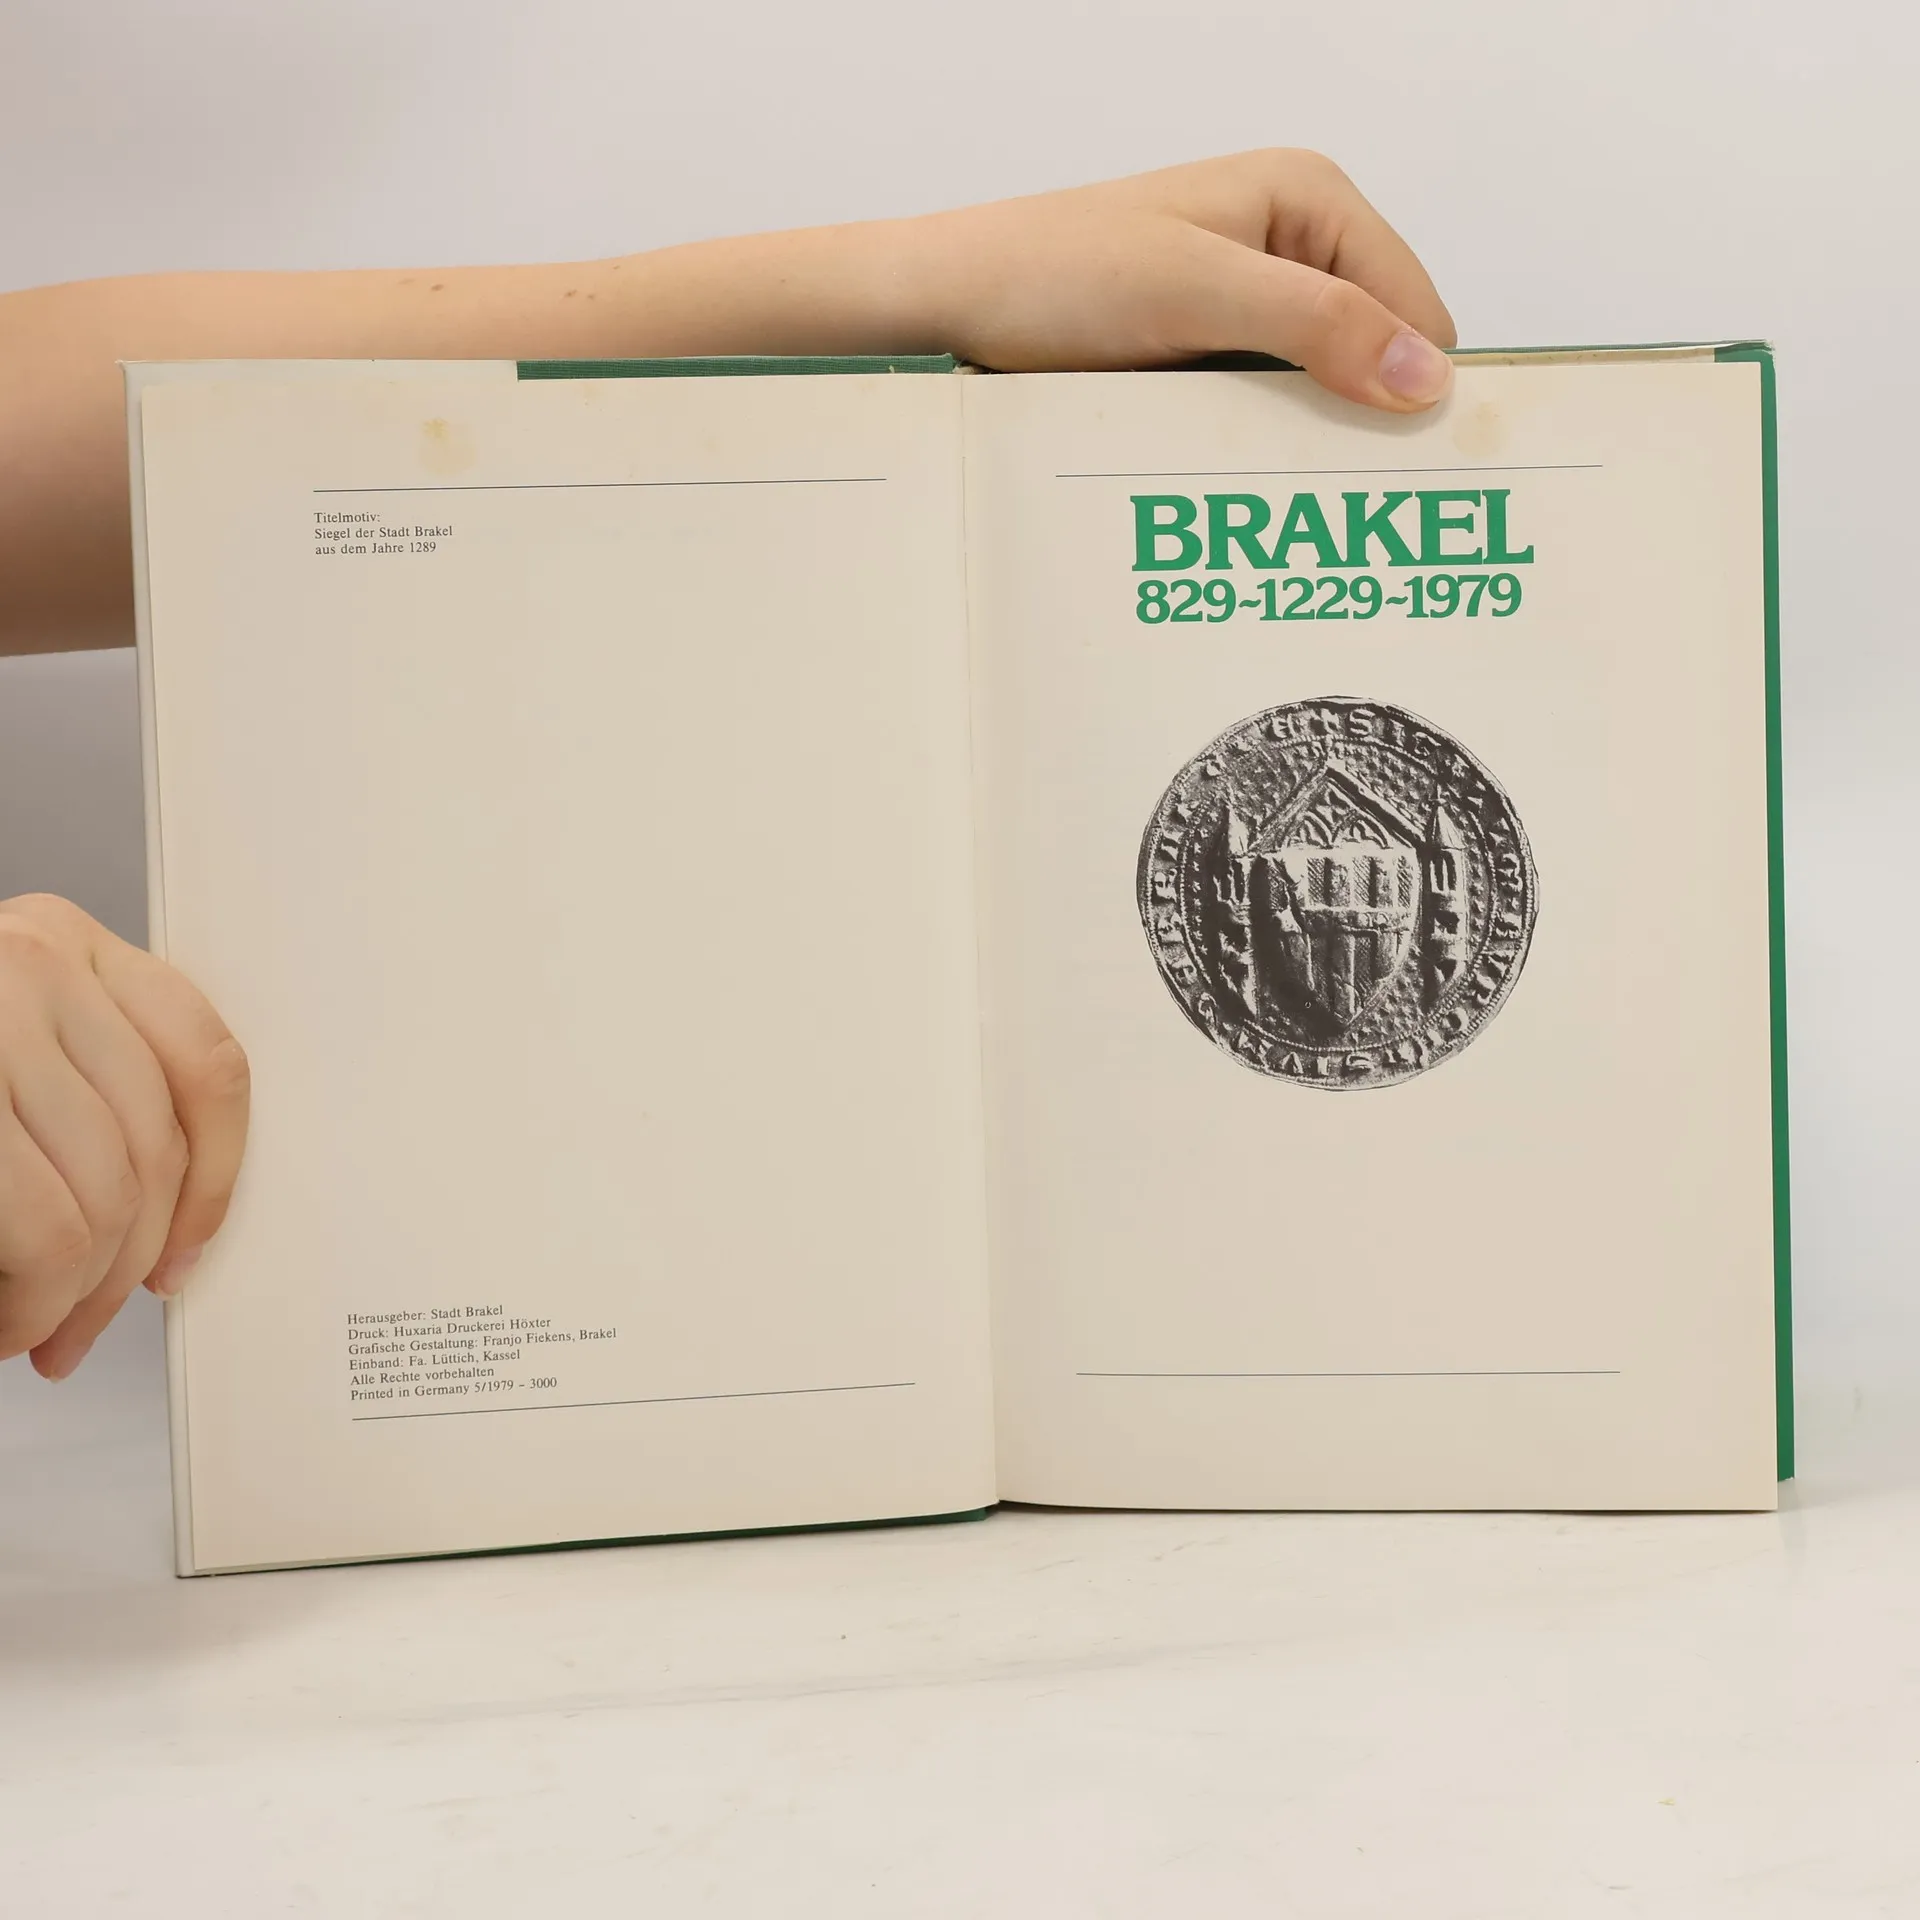 Titelmotiv:
Siegel der Stadt Brakel
aus dem Jahre 1289
Herausgeber: Stadt Brakel
Druck: Huxaria Druckerei Höxter
Grafische Gestaltung: Franjo Fiekens, Brakel
Einband: Fa. Lüttich, Kassel
Alle Rechte vorbehalten
Printed in Germany 5/1979 – 3000
BRAKEL
829~1229~1979